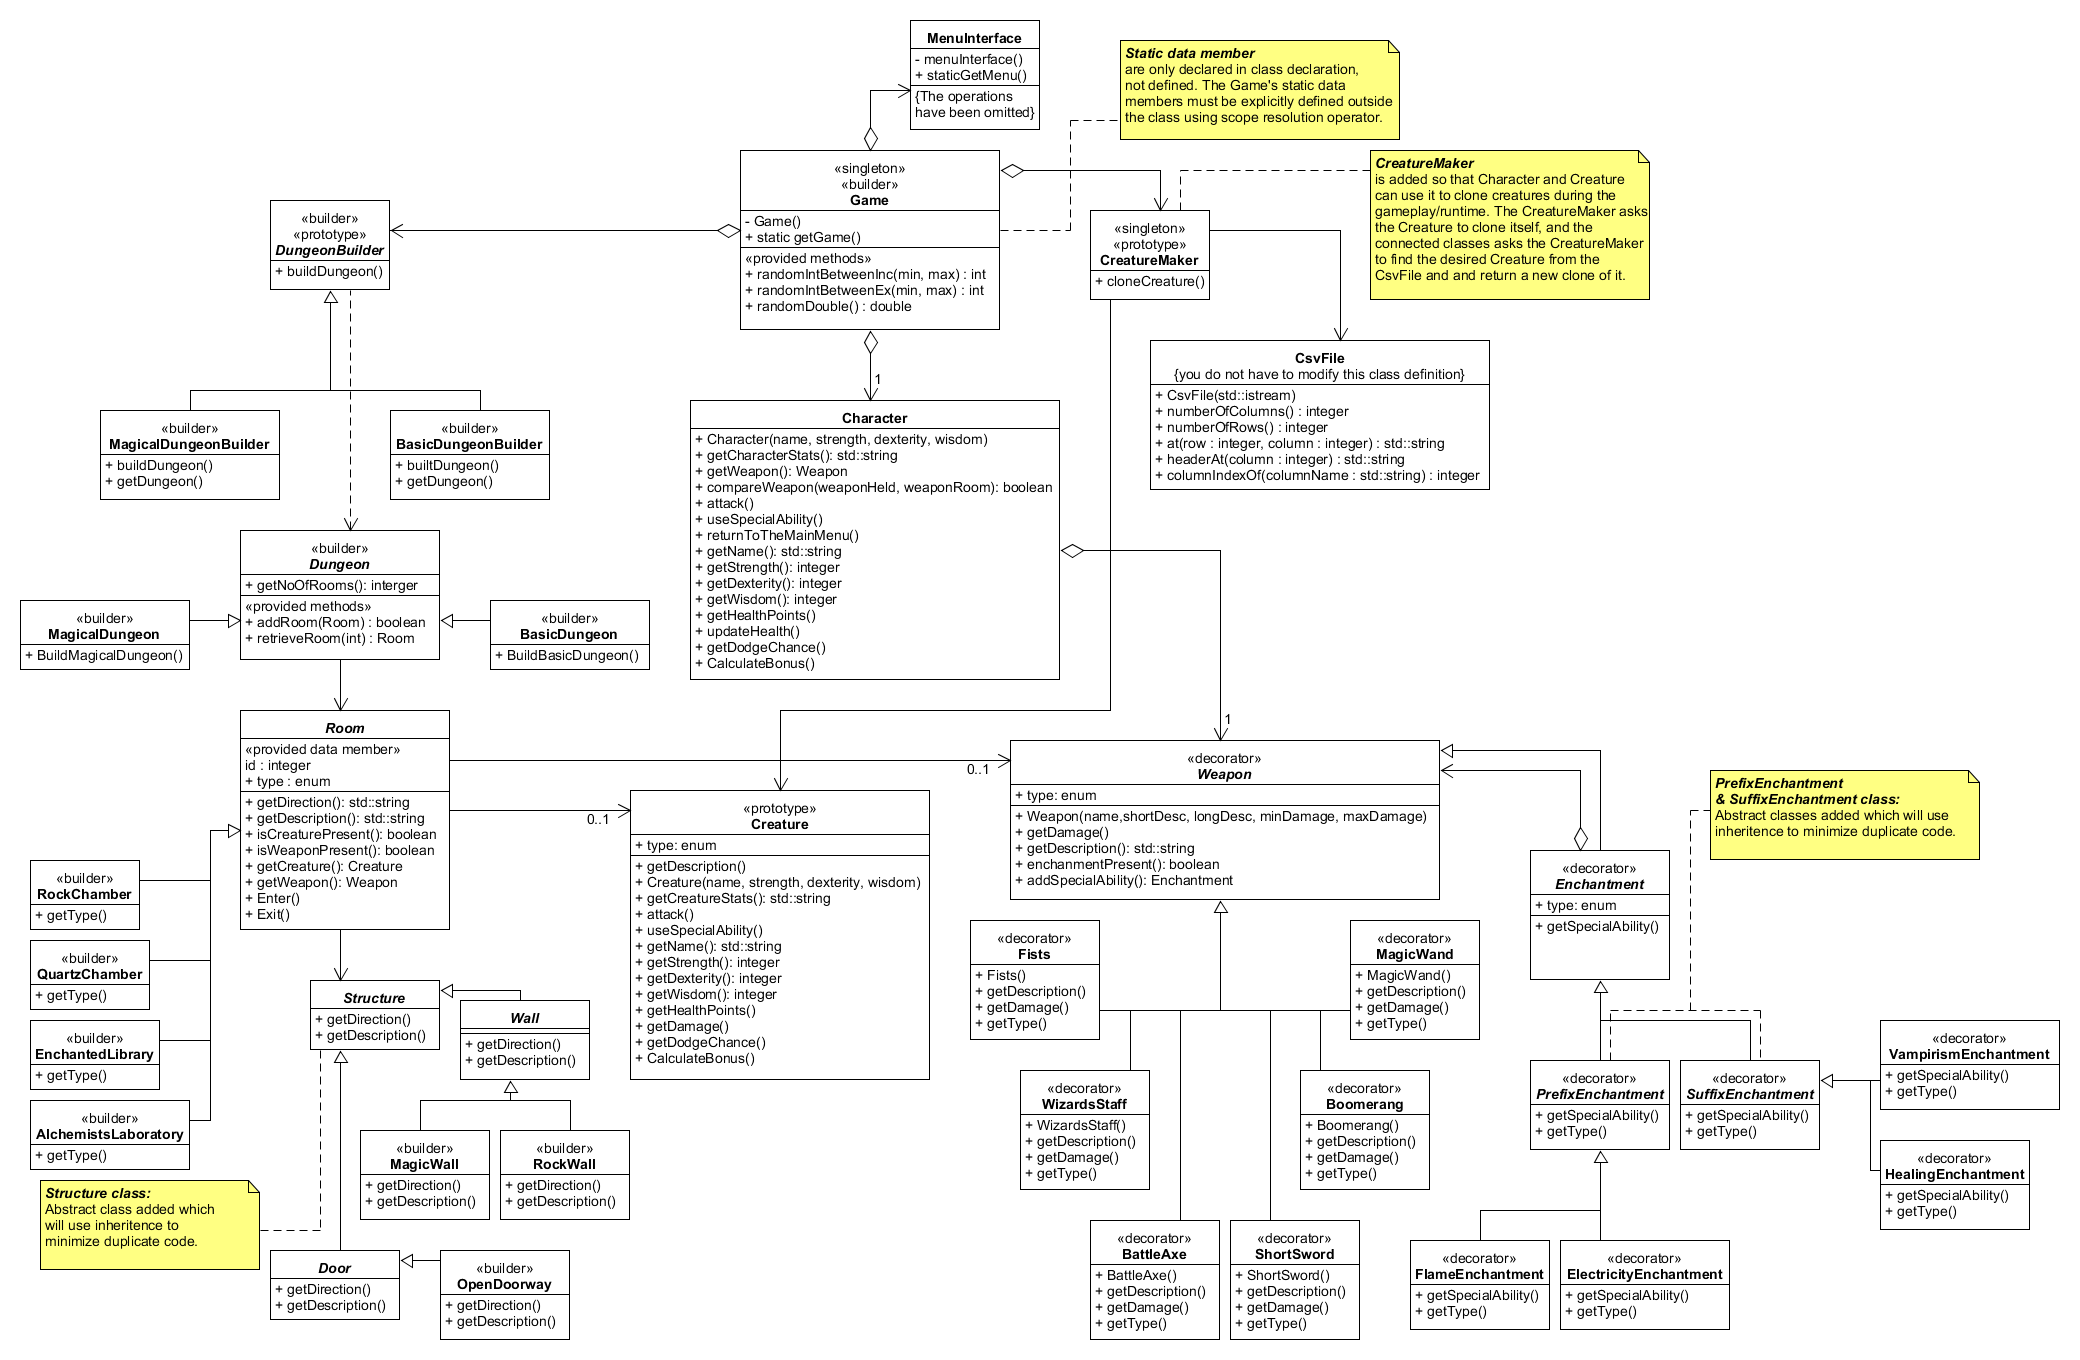 MenuInterface
- menuInterface()
+ staticGetMenu()
{The operations
have been omitted}
Static data member
are only declared in class declaration,
not defined. The Game's static data
members must be explicitly defined outside
the class using scope resolution operator.
«singleton»
«builder»
Game
- Game()
+ static getGame()
«provided methods»
+ randomIntBetweenInc(min, max) : int
+ randomIntBetweenEx(min, max) : int
+ randomDouble() : double
CreatureMaker
is added so that Character and Creature
can use it to clone creatures during the
gameplay/runtime. The CreatureMaker asks
the Creature to clone itself, and the
connected classes asks the CreatureMaker
to find the desired Creature from the
CsvFile and and return a new clone of it.
«builder»
«prototype»
DungeonBuilder
+ buildDungeon()
«singleton»
«prototype»
CreatureMaker
+ cloneCreature()
CsvFile
{you do not have to modify this class definition}
+ CsvFile(std::istream)
+ numberOfColumns() : integer
+ numberOfRows() : integer
+ at(row : integer, column : integer) : std::string
+ headerAt(column : integer) : std::string
+ columnIndexOf(columnName : std::string) : integer
1
Character
+ Character(name, strength, dexterity, wisdom)
+ getCharacterStats(): std::string
+ getWeapon(): Weapon
+ compareWeapon(weaponHeld, weaponRoom): boolean
+ attack()
+ useSpecialAbility()
+ returnToTheMainMenu()
+ getName(): std::string
+ getStrength(): integer
+ getDexterity(): integer
+ getWisdom(): integer
+ getHealthPoints()
+ updateHealth()
+ getDodgeChance()
+ CalculateBonus()
«builder»
MagicalDungeonBuilder
+ buildDungeon()
+ getDungeon()
«builder»
BasicDungeonBuilder
+ builtDungeon()
+ getDungeon()
«builder»
Dungeon
+ getNoOfRooms(): interger
«provided methods»
+ addRoom(Room) : boolean
+ retrieveRoom(int) : Room
«builder»
MagicalDungeon
+ BuildMagicalDungeon()
«builder»
BasicDungeon
+ BuildBasicDungeon()
Room
«provided data member»
id : integer
+ type : enum
+ getDirection(): std::string
+ getDescription(): std::string
+ isCreaturePresent(): boolean
+ isWeaponPresent(): boolean
+ getCreature(): Creature
+ getWeapon(): Weapon
+ Enter()
+ Exit()
0..1
0..1
1
«prototype»
Creature
+ type: enum
+ getDescription()
+ Creature(name, strength, dexterity, wisdom)
+ getCreatureStats(): std::string
+ attack()
+ useSpecialAbility()
+ getName(): std::string
+ getStrength(): integer
+ getDexterity(): integer
+ getWisdom(): integer
+ getHealthPoints()
+ getDamage()
+ getDodgeChance()
+ CalculateBonus()
«decorator»
Weapon
+ type: enum
+ Weapon(name,shortDesc, longDesc, minDamage, maxDamage)
+ getDamage()
+ getDescription(): std::string
+ enchanmentPresent(): boolean
+ addSpecialAbility(): Enchantment
PrefixEnchantment
& SuffixEnchantment class:
Abstract classes added which will use
inheritence to minimize duplicate code.
«decorator»
Enchantment
+ type: enum
+ getSpecialAbility()
«builder»
RockChamber
+ getType()
«builder»
QuartzChamber
+ getType()
«builder»
EnchantedLibrary
+ getType()
«builder»
AlchemistsLaboratory
+ getType()
Structure
+ getDirection()
+ getDescription()
Wall
+ getDirection()
+ getDescription()
«builder»
MagicWall
+ getDirection()
+ getDescription()
«builder»
RockWall
+ getDirection()
+ getDescription()
Structure class:
Abstract class added which
will use inheritence to
minimize duplicate code.
Door
+ getDirection()
+ getDescription()
«builder»
OpenDoorway
+ getDirection()
+ getDescription()
«decorator»
Fists
+ Fists()
+ getDescription()
+ getDamage()
+ getType()
«decorator»
MagicWand
+ MagicWand()
+ getDescription()
+ getDamage()
+ getType()
«decorator»
WizardsStaff
+ WizardsStaff()
+ getDescription()
+ getDamage()
+ getType()
«decorator»
Boomerang
+ Boomerang()
+ getDescription()
+ getDamage()
+ getType()
«decorator»
BattleAxe
+ BattleAxe()
+ getDescription()
+ getDamage()
+ getType()
«decorator»
ShortSword
+ ShortSword()
+ getDescription()
+ getDamage()
+ getType()
«decorator»
PrefixEnchantment
+ getSpecialAbility()
+ getType()
«decorator»
SuffixEnchantment
+ getSpecialAbility()
+ getType()
«decorator»
VampirismEnchantment
+ getSpecialAbility()
+ getType()
«decorator»
HealingEnchantment
+ getSpecialAbility()
+ getType()
«decorator»
FlameEnchantment
+ getSpecialAbility()
+ getType()
«decorator»
ElectricityEnchantment
+ getSpecialAbility()
+ getType()